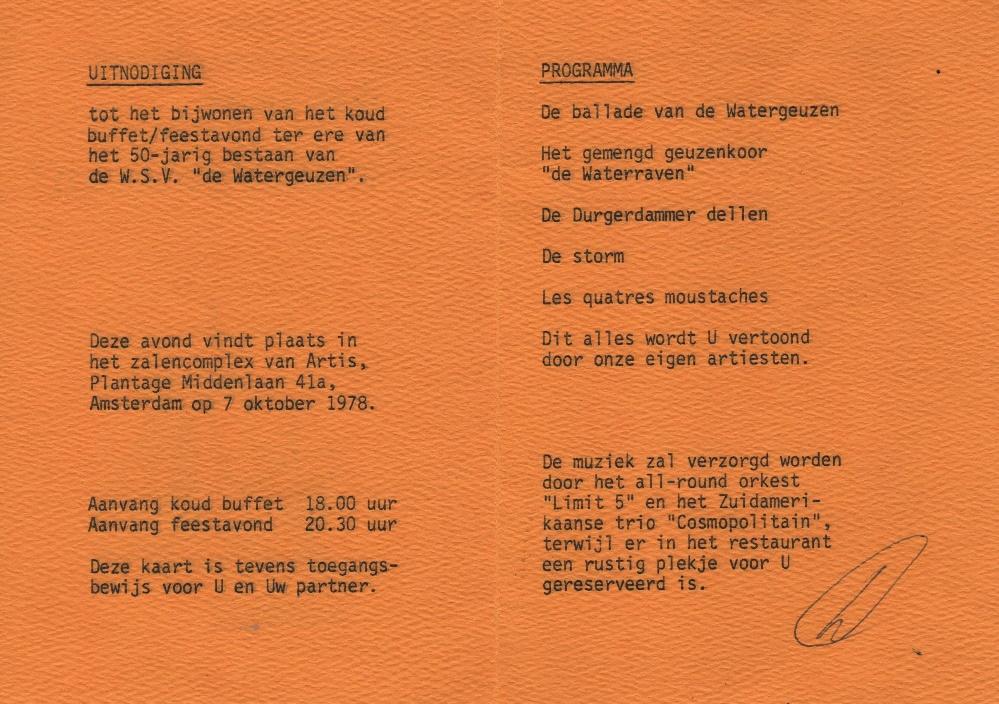 UITNODIGING
tot het bijwonen van het koud
buffet/feestavond ter ere van
het 50-jarig bestaan van
de W.S.V. "de Watergeuzen".
Deze avond vindt plaats in
het zalencomplex van Artis,
Plantage Middenlaan 41a,
Amsterdam op 7 oktober 1978.
Aanvang koud buffet 18.00 uur
Aanvang feestavond 20.30 uur
Deze kaart is tevens toegangs-
bewijs voor U en Uw partner.
PROGRAMMA
De ballade van de Watergeuzen
Het gemengd geuzenkoor
"de Waterraven"
De Durgerdammer dellen
De storm
Les quatres moustaches
Dit alles wordt U vertoond
door onze eigen artiesten.
De muziek zal verzorgd worden
door het all-round orkest
"Limit 5" en het Zuidameri-
kaanse trio "Cosmopolitain",
terwijl er in het restaurant
een rustig plekje voor U
gereserveerd is.